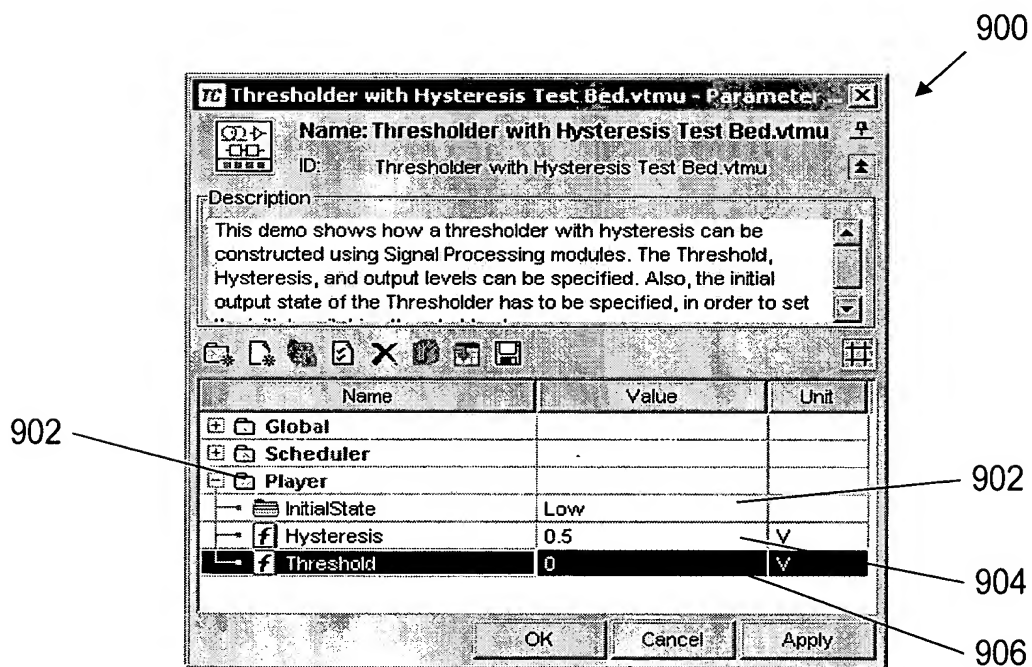 900
TC Thresholder with Hysteresis Test Bed.vtmu - Parameter ...
Name: Thresholder with Hysteresis Test Bed.vtmu
ID: Thresholder with Hysteresis Test Bed.vtmu
Description
This demo shows how a thresholder with hysteresis can be
constructed using Signal Processing modules. The Threshold,
Hysteresis, and output levels can be specified. Also, the initial
output state of the Thresholder has to be specified, in order to set
Name Value Unit
Global
Scheduler
902
Player
902
InitialState Low
f Hysteresis 0.5 V
904
f Threshold 0 V
906
OK Cancel Apply